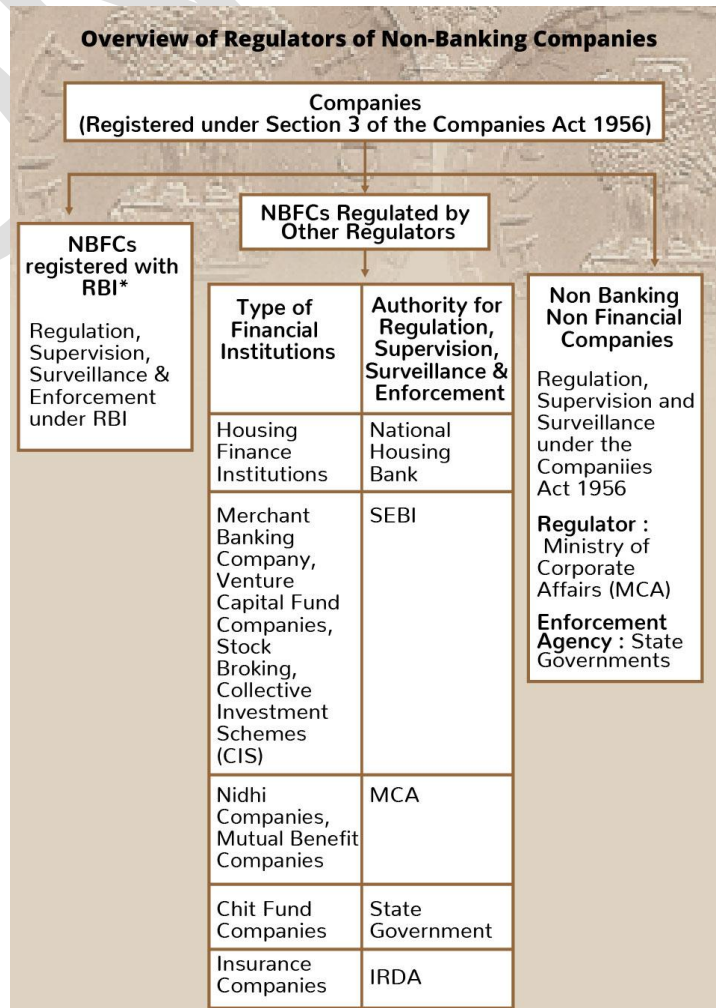 Overview of Regulators of Non-Banking Companies
Companies
(Registered under Section 3 of the Companies Act 1956)
NBFCs
registered with
RBI*
Regulation,
Supervision,
Surveillance &
Enforcement
under RBI
NBFCs Regulated by
Other Regulators
Type of
Financial
Institutions
Authority for
Regulation,
Supervision,
Surveillance &
Enforcement
Housing
Finance
Institutions
National
Housing
Bank
Merchant
Banking
Company,
Venture
Capital Fund
Companies,
Stock
Broking,
Collective
Investment
Schemes
(CIS)
SEBI
Nidhi
Companies,
Mutual Benefit
Companies
MCA
Chit Fund
Companies
State
Government
Insurance
Companies
IRDA
Non Banking
Non Financial
Companies
Regulation,
Supervision and
Surveillance
under the
Companiies
Act 1956
Regulator :
Ministry of
Corporate
Affairs (MCA)
Enforcement
Agency : State
Governments